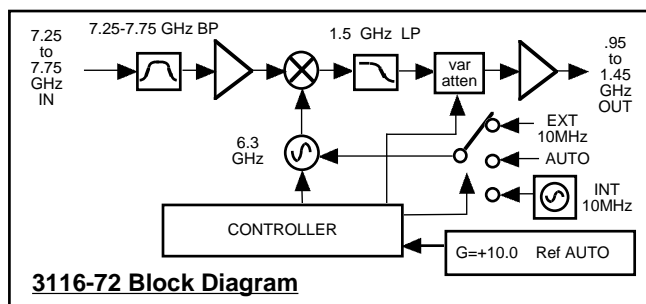 7.25
to
7.75
GHz
IN
7.25-7.75 GHz BP
1.5 GHz LP
var
atten
.95
to
1.45
GHz
OUT
6.3
GHz
EXT
10MHz
AUTO
INT
10MHz
CONTROLLER
G=+10.0 Ref AUTO
3116-72 Block Diagram